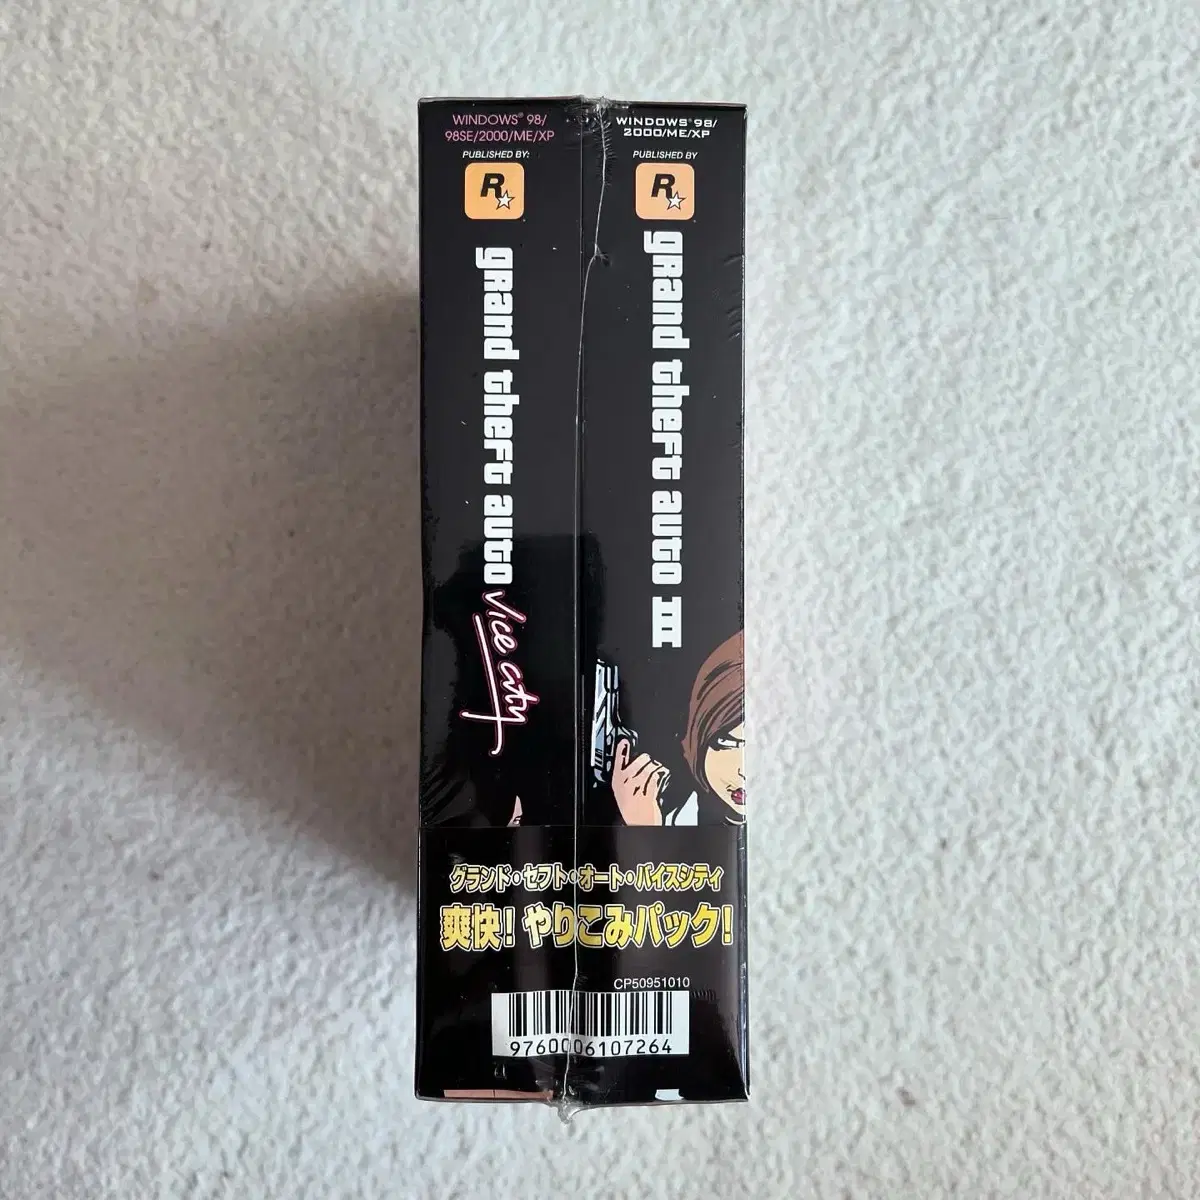 WINDOWS® 98/
98SE/2000/ME/XP
PUBLISHED BY:
R
grand theft auto
Vice City
WINDOWS® 98/
2000/ME/XP
PUBLISHED BY
R
grand theft auto III
グランド・セフト・オート・バイスシティ
爽快!やりこみパック!
CP50951010
9760006107264